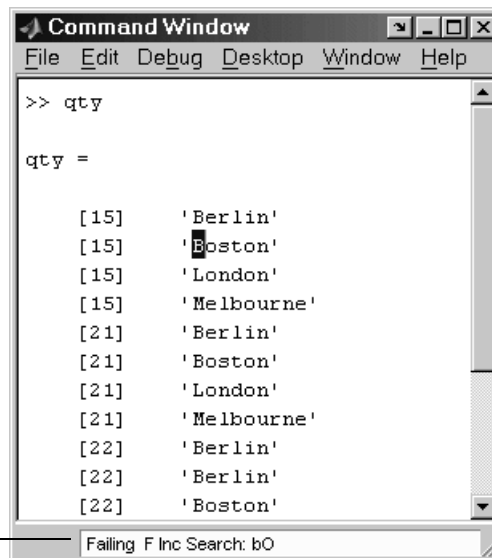 Command Window
File Edit Debug Desktop Window Help
>> qty
qty =
[15] 'Berlin'
[15] 'Boston'
[15] 'London'
[15] 'Melbourne'
[21] 'Berlin'
[21] 'Boston'
[21] 'London'
[21] 'Melbourne'
[22] 'Berlin'
[22] 'Berlin'
[22] 'Boston'
Failing F Inc Search: bO